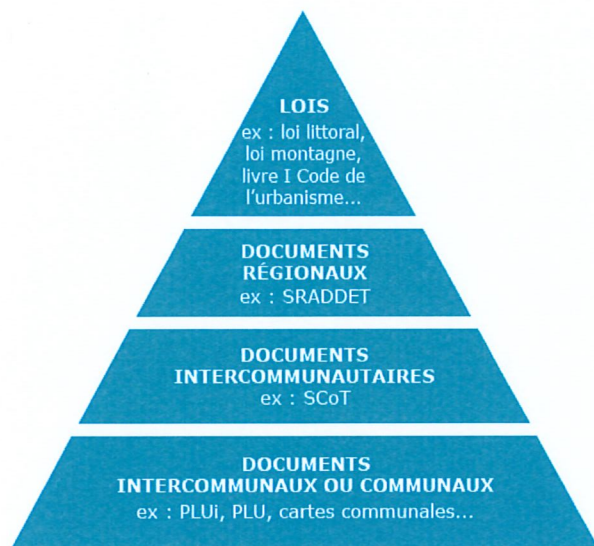 LOIS
ex : loi littoral,
loi montagne,
livre I Code de
l'urbanisme...
DOCUMENTS
RÉGIONAUX
ex : SRADDET
DOCUMENTS
INTERCOMMUNAUTAIRES
ex : SCoT
DOCUMENTS
INTERCOMMUNAUX OU COMMUNAUX
ex : PLUi, PLU, cartes communales...